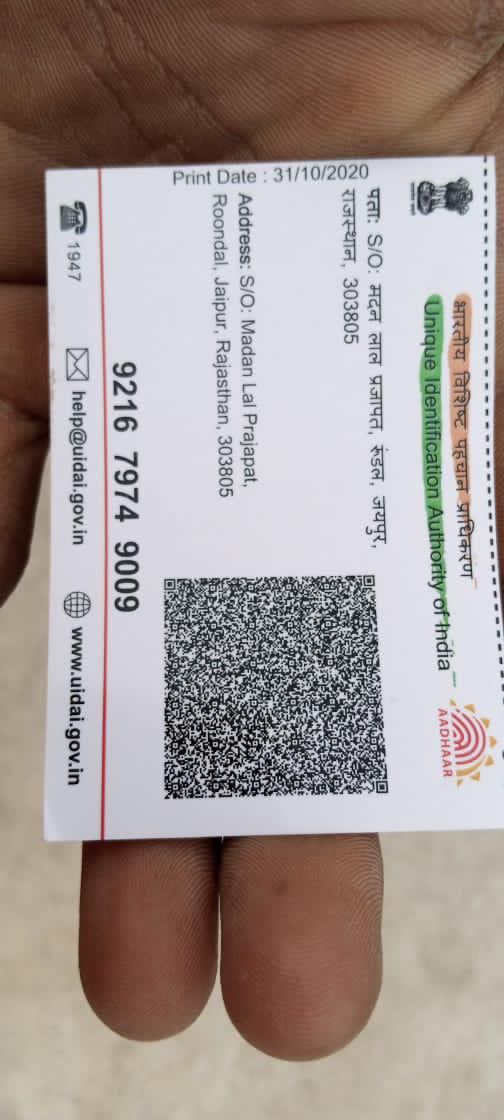 भारतीय विशिष्ट पहचान प्राधिकरण
Unique Identification Authority of India
AADHAAR
पता: S/O: मदन लाल प्रजापत, रुंडल, जयपुर,
राजस्थान, 303805
Address: S/O: Madan Lal Prajapat,
Roondal, Jaipur, Rajasthan, 303805
Print Date : 31/10/2020
9216 7974 9009
1947
help@uidai.gov.in
www.uidai.gov.in